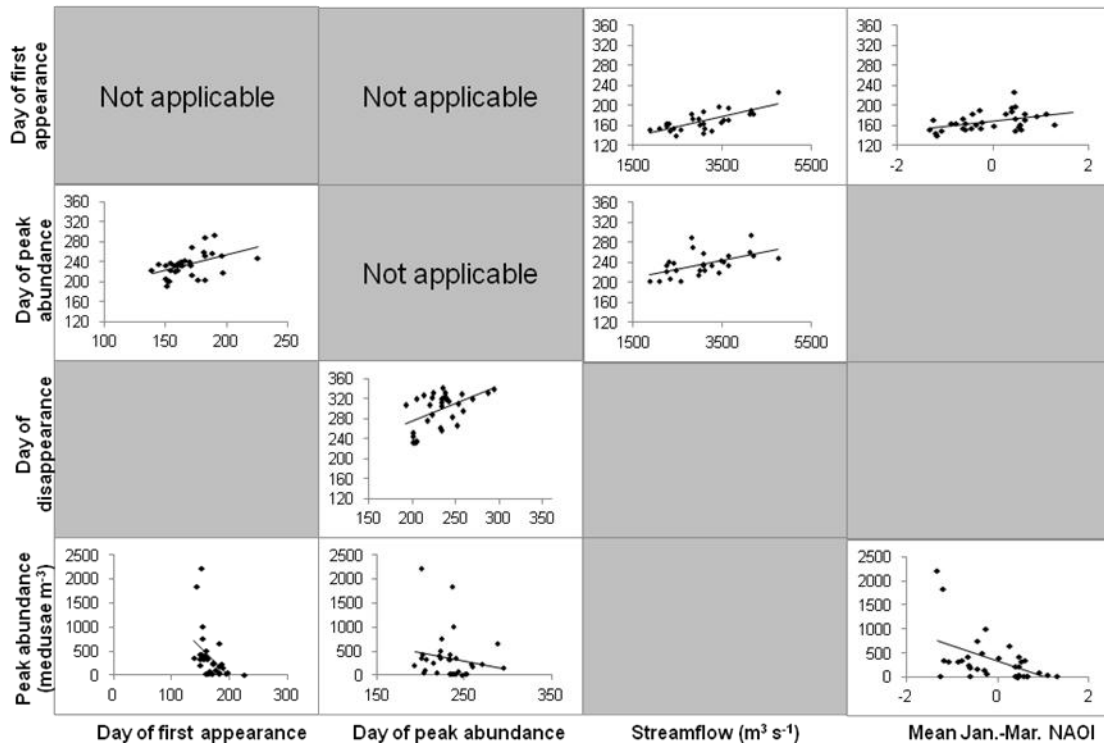 Day of first
appearance
Not applicable
Not applicable
360
320
280
240
200
160
120
1500 3500 5500
360
320
280
240
200
160
120
-2 0 2
Day of peak
abundance
360
320
280
240
200
160
120
100 150 200 250
Not applicable
360
320
280
240
200
160
120
1500 3500 5500
Day of
disappearance
360
320
280
240
200
160
120
150 200 250 300 350
Peak abundance
(medusae m-3)
2500
2000
1500
1000
500
0
0 100 200 300
2500
2000
1500
1000
500
0
150 250 350
2500
2000
1500
1000
500
0
-2 0 2
Day of first appearance Day of peak abundance Streamflow (m3 s-1) Mean Jan.-Mar. NAOI